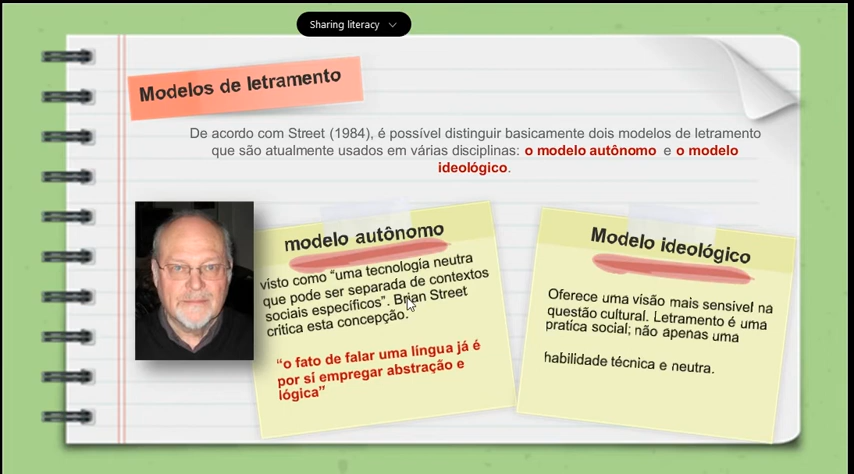 Sharing literacy
Modelos de letramento
De acordo com Street (1984), é possível distinguir basicamente dois modelos de letramento
que são atualmente usados em várias disciplinas: o modelo autônomo e o modelo
ideológico.
modelo autônomo
visto como “uma tecnologia neutra
que pode ser separada de contextos
sociais específicos”. Brian Street
critica esta concepção.
“o fato de falar uma língua já é
por si empregar abstração e
lógica”
Modelo ideológico
Oferece uma visão mais sensivel na
questão cultural. Letramento é uma
pratica social; não apenas uma
habilidade técnica e neutra.